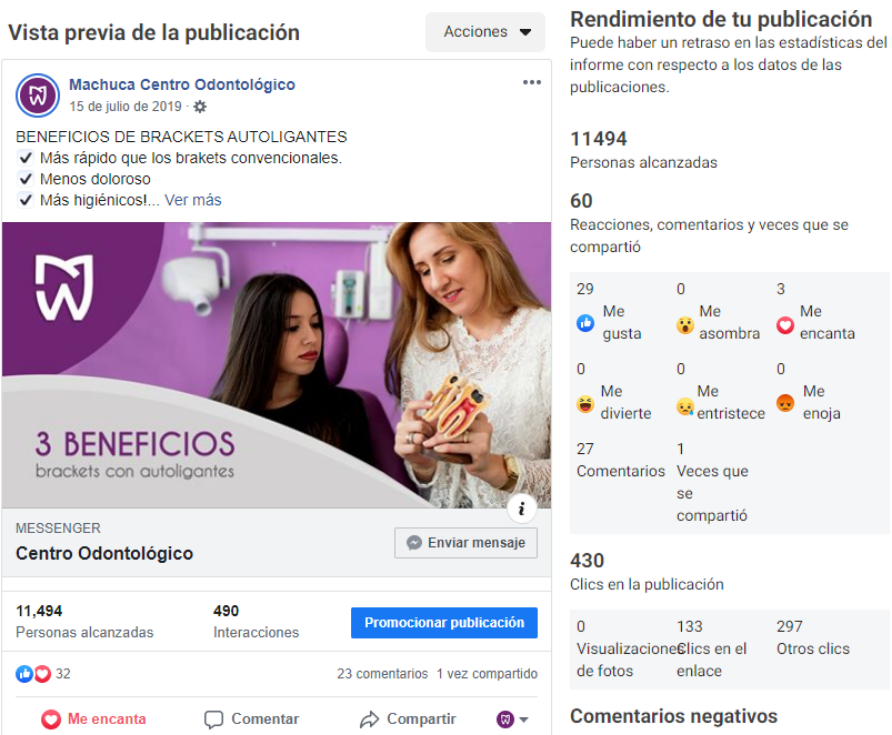 Vista previa de la publicación
Acciones
Machuca Centro Odontológico
15 de julio de 2019 ·
BENEFICIOS DE BRACKETS AUTOLIGANTES
Más rápido que los brakets convencionales.
Menos doloroso
Más higiénicos!... Ver más
3 BENEFICIOS
brackets con autoligantes
MESSENGER
Centro Odontológico
Enviar mensaje
11,494
Personas alcanzadas
490
Interacciones
Promocionar publicación
32
23 comentarios 1 vez compartido
Me encanta
Comentar
Compartir
Rendimiento de tu publicación
Puede haber un retraso en las estadísticas del
informe con respecto a los datos de las
publicaciones.
11494
Personas alcanzadas
60
Reacciones, comentarios y veces que se
compartió
29
Me
gusta
0
Me
asombra
3
Me
encanta
0
Me
divierte
0
Me
entristece
0
Me
enoja
27
Comentarios
1
Veces que
se
compartió
430
Clics en la publicación
0
Visualizaciones
de fotos
133
Clics en el
enlace
297
Otros clics
Comentarios negativos